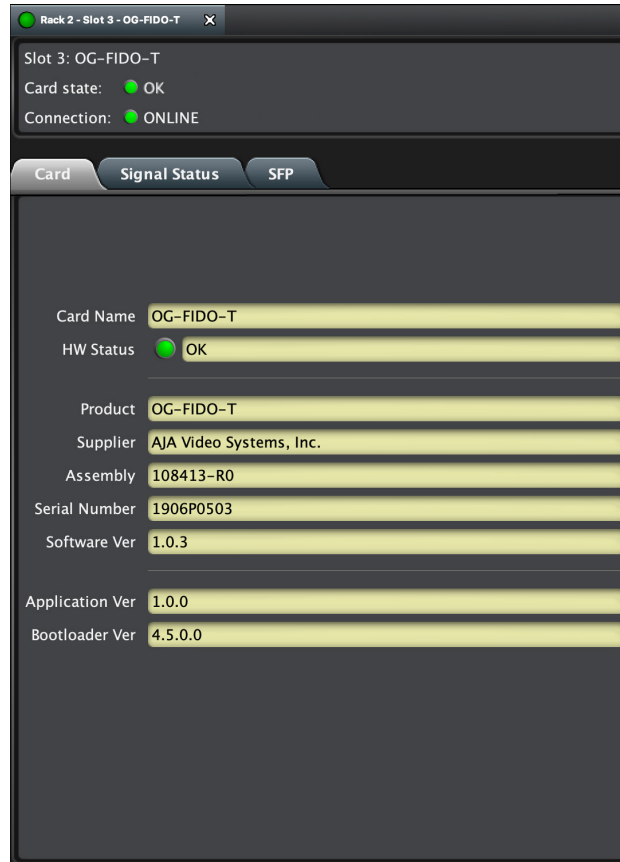 Rack 2 - Slot 3 - OG-FIDO-T X
Slot 3: OG-FIDO-T
Card state: OK
Connection: ONLINE
Card Signal Status SFP
Card Name OG-FIDO-T
HW Status OK
Product OG-FIDO-T
Supplier AJA Video Systems, Inc.
Assembly 108413-R0
Serial Number 1906P0503
Software Ver 1.0.3
Application Ver 1.0.0
Bootloader Ver 4.5.0.0